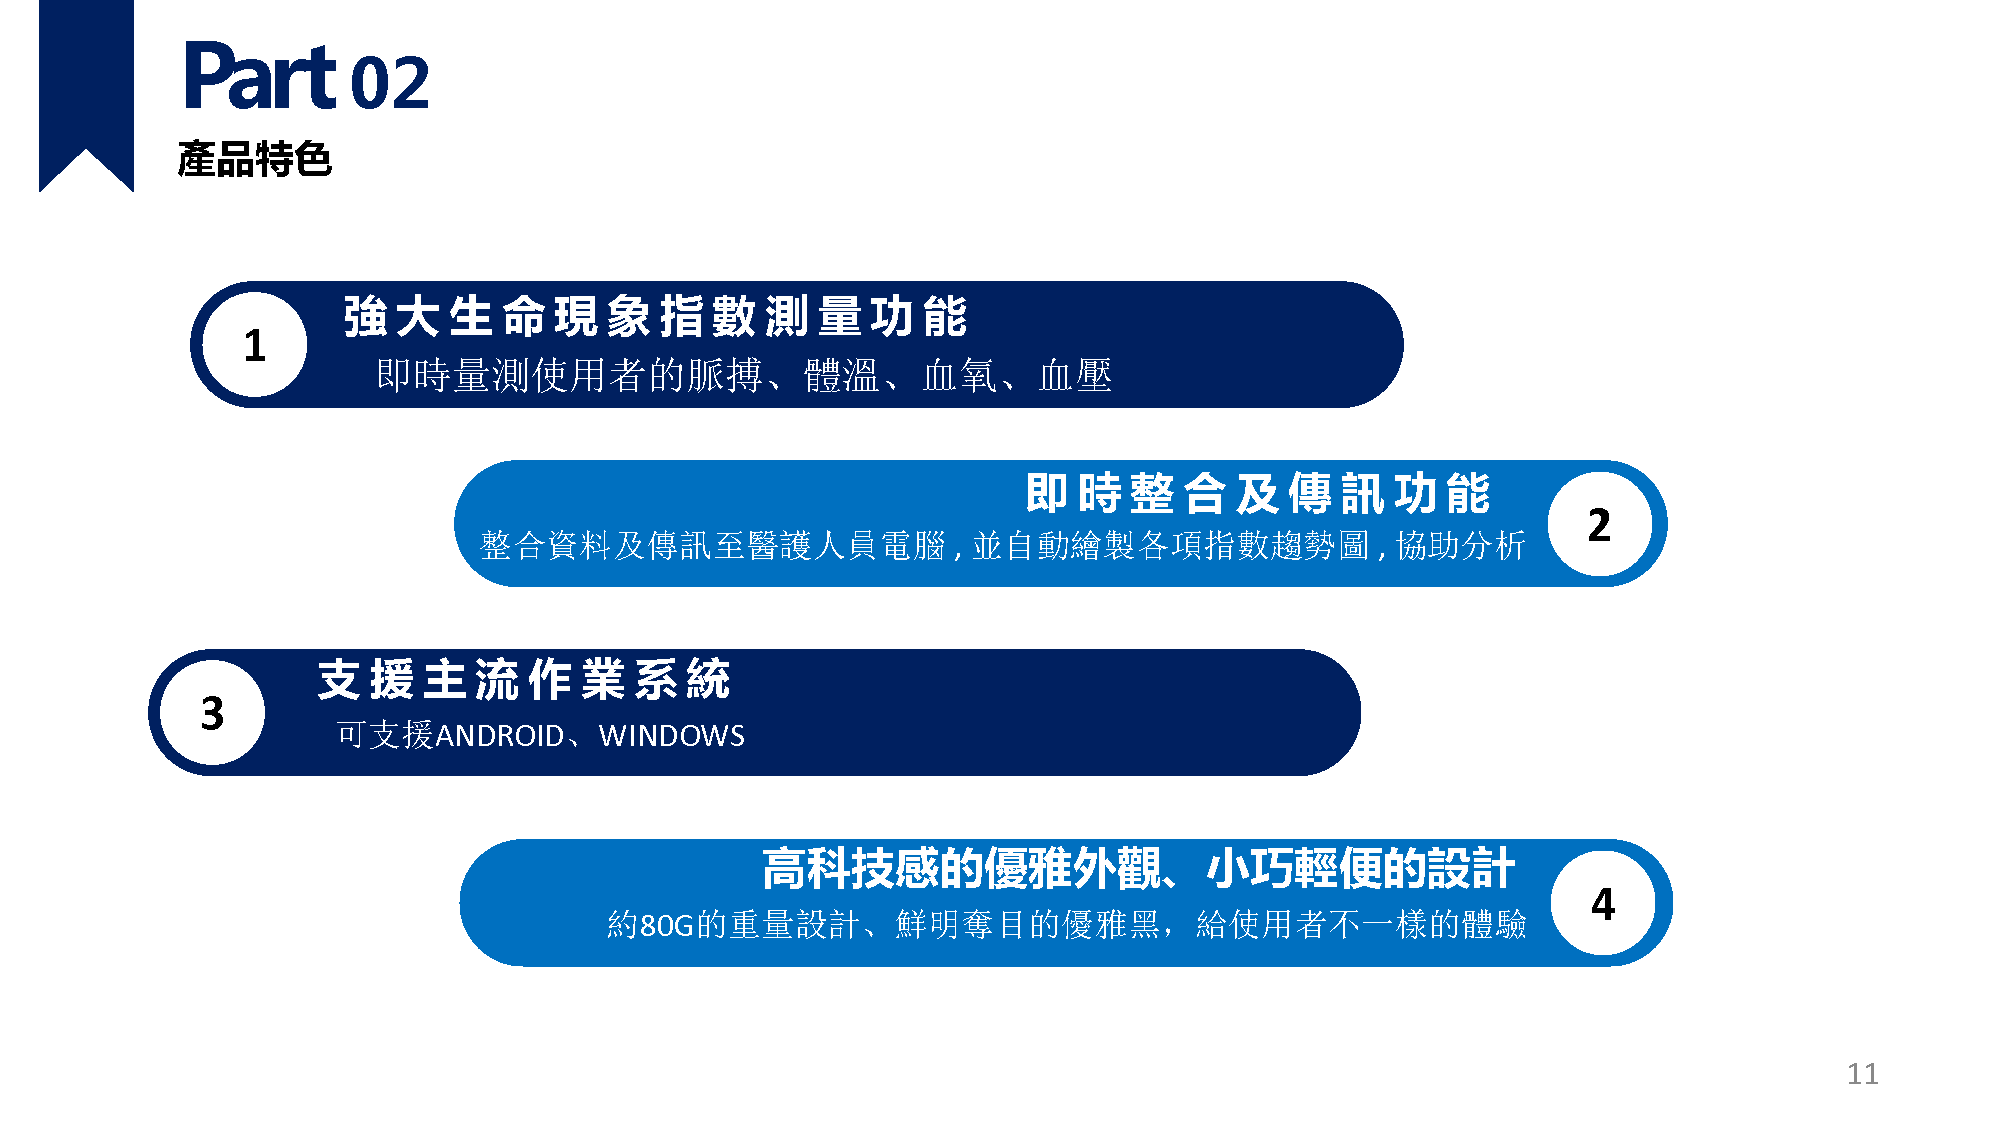 Part 02
產品特色
1
強大生命現象指數測量功能
即時量測使用者的脈搏、體溫、血氧、血壓
即時整合及傳訊功能
2
整合資料及傳訊至醫護人員電腦 , 並自動繪製各項指數趨勢圖 , 協助分析
支援主流作業系統
3
可支援ANDROID、WINDOWS
高科技感的優雅外觀、小巧輕便的設計
4
約80G的重量設計、鮮明奪目的優雅黑，給使用者不一樣的體驗
11